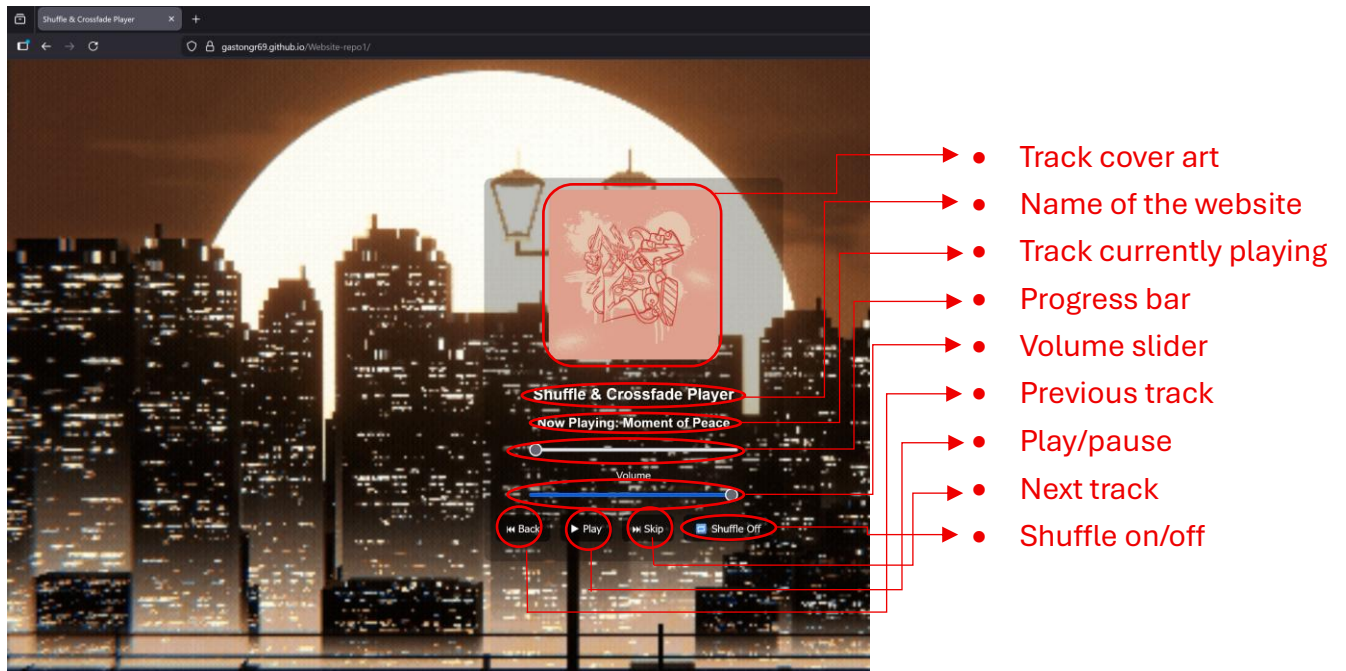 Shuffle & Crossfade Player
gastongr69.github.io/Website-repo1/
Shuffle & Crossfade Player
Now Playing: Moment of Peace
Volume
Back
Play
Skip
Shuffle Off
• Track cover art
• Name of the website
• Track currently playing
• Progress bar
• Volume slider
• Previous track
• Play/pause
• Next track
• Shuffle on/off